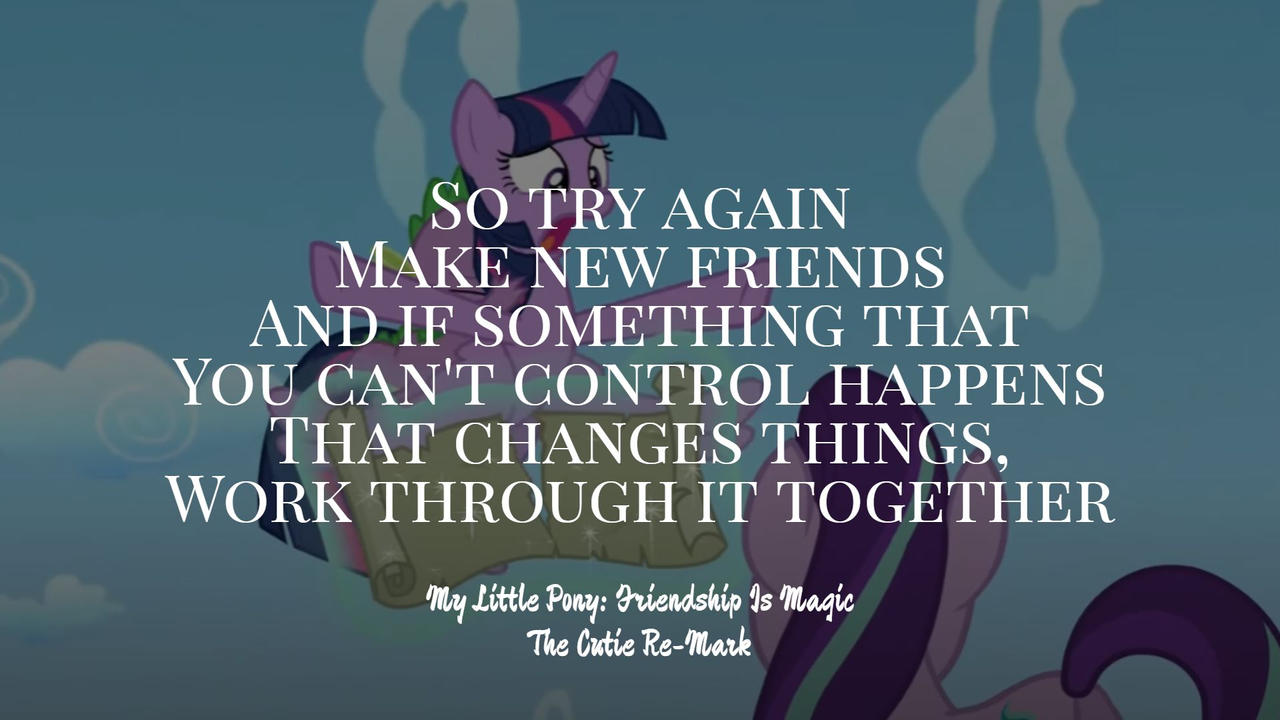 So try again
Make new friends
And if something that
You can't control happens
That changes things,
Work through it together
My Little Pony: Friendship Is Magic
The Cutie Re-Mark